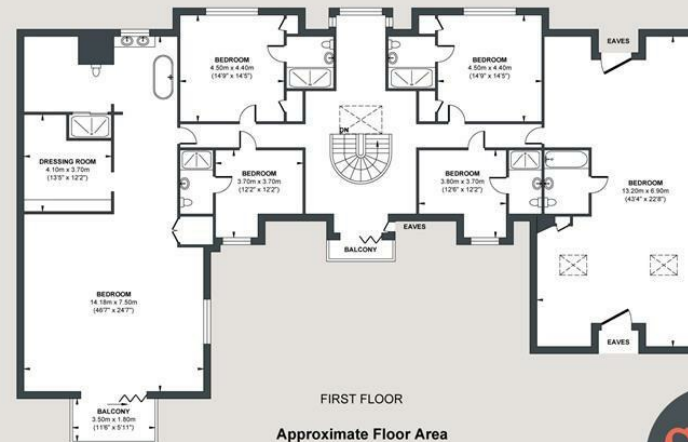 EAVES
BEDROOM
4.50m x 4.40m
(14'9" x 14'5")
BEDROOM
4.50m x 4.40m
(14'9" x 14'5")
DN
DRESSING ROOM
4.10m x 3.70m
(13'5" x 12'2")
BEDROOM
3.70m x 3.70m
(12'2" x 12'2")
BEDROOM
3.80m x 3.70m
(12'6" x 12'2")
BEDROOM
13.20m x 6.90m
(43'4" x 22'8")
EAVES
BALCONY
BEDROOM
14.18m x 7.50m
(46'7" x 24'7")
EAVES
BALCONY
3.50m x 1.80m
(11'6" x 5'11")
FIRST FLOOR
Approximate Floor Area